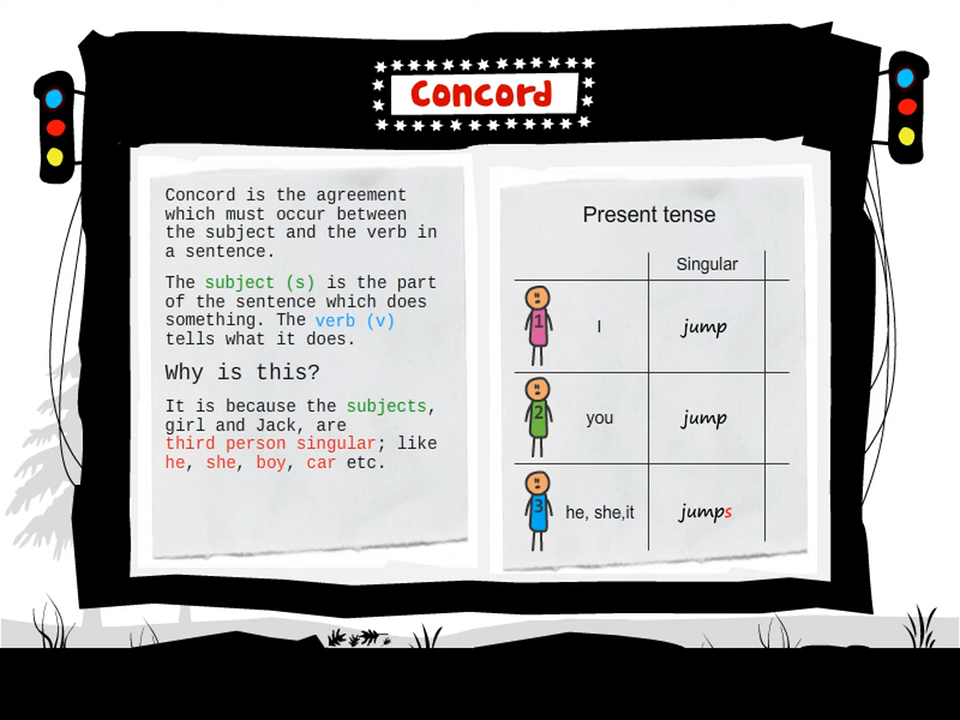 Concord
Concord is the agreement
which must occur between
the subject and the verb in
a sentence.
The subject (s) is the part
of the sentence which does
something. The verb (v)
tells what it does.
Why is this?
It is because the subjects,
girl and Jack, are
third person singular; like
he, she, boy, car etc.
Present tense
Singular
1 I jump
2 you jump
3 he, she,it jumps